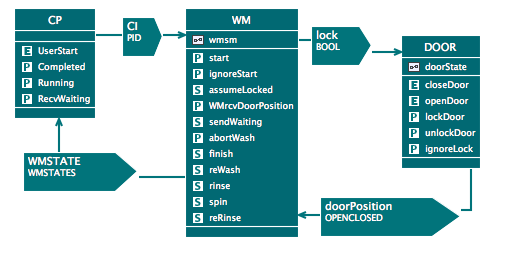 CP
E UserStart
P Completed
P Running
P RecvWaiting
CI
PID
WM
wmsm
P start
P ignoreStart
S assumeLocked
P WMrcvDoorPosition
S sendWaiting
P abortWash
S finish
S reWash
S rinse
S spin
S reRinse
lock
BOOL
DOOR
doorState
E closeDoor
E openDoor
P lockDoor
P unlockDoor
P ignoreLock
WMSTATE
WMSTATES
doorPosition
OPENCLOSED